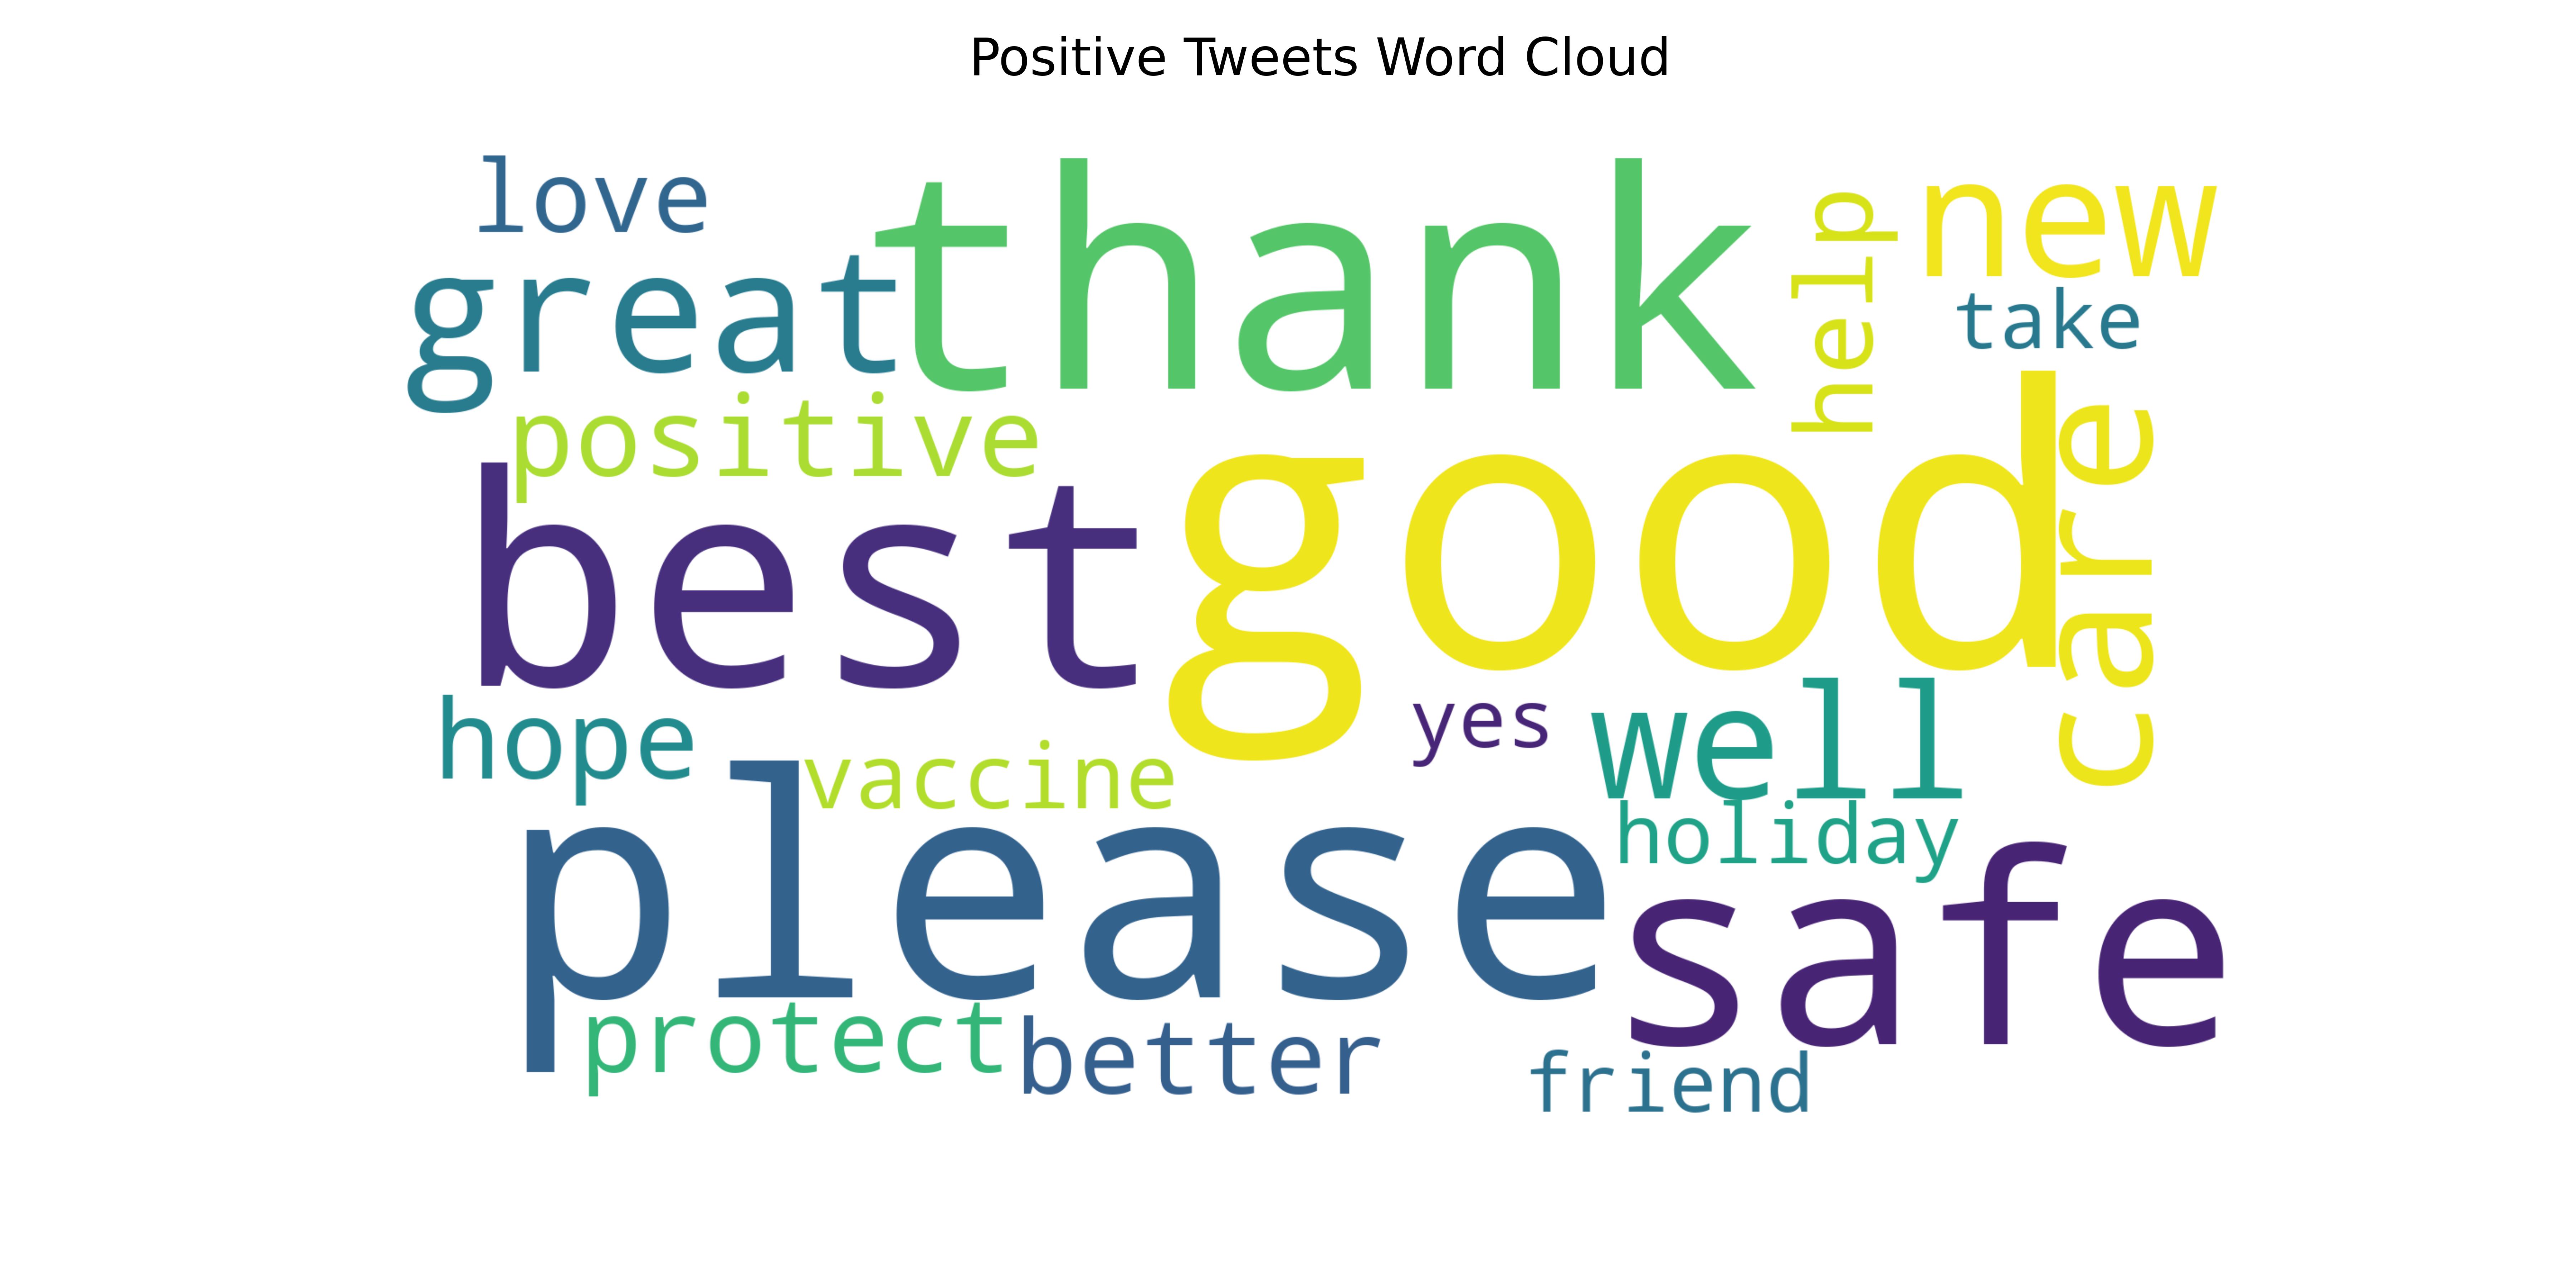 Positive Tweets Word Cloud
love
thank
help
new
great
take
positive
best
good
care
hope
yes
well
vaccine
holiday
please
safe
protect
better
friend